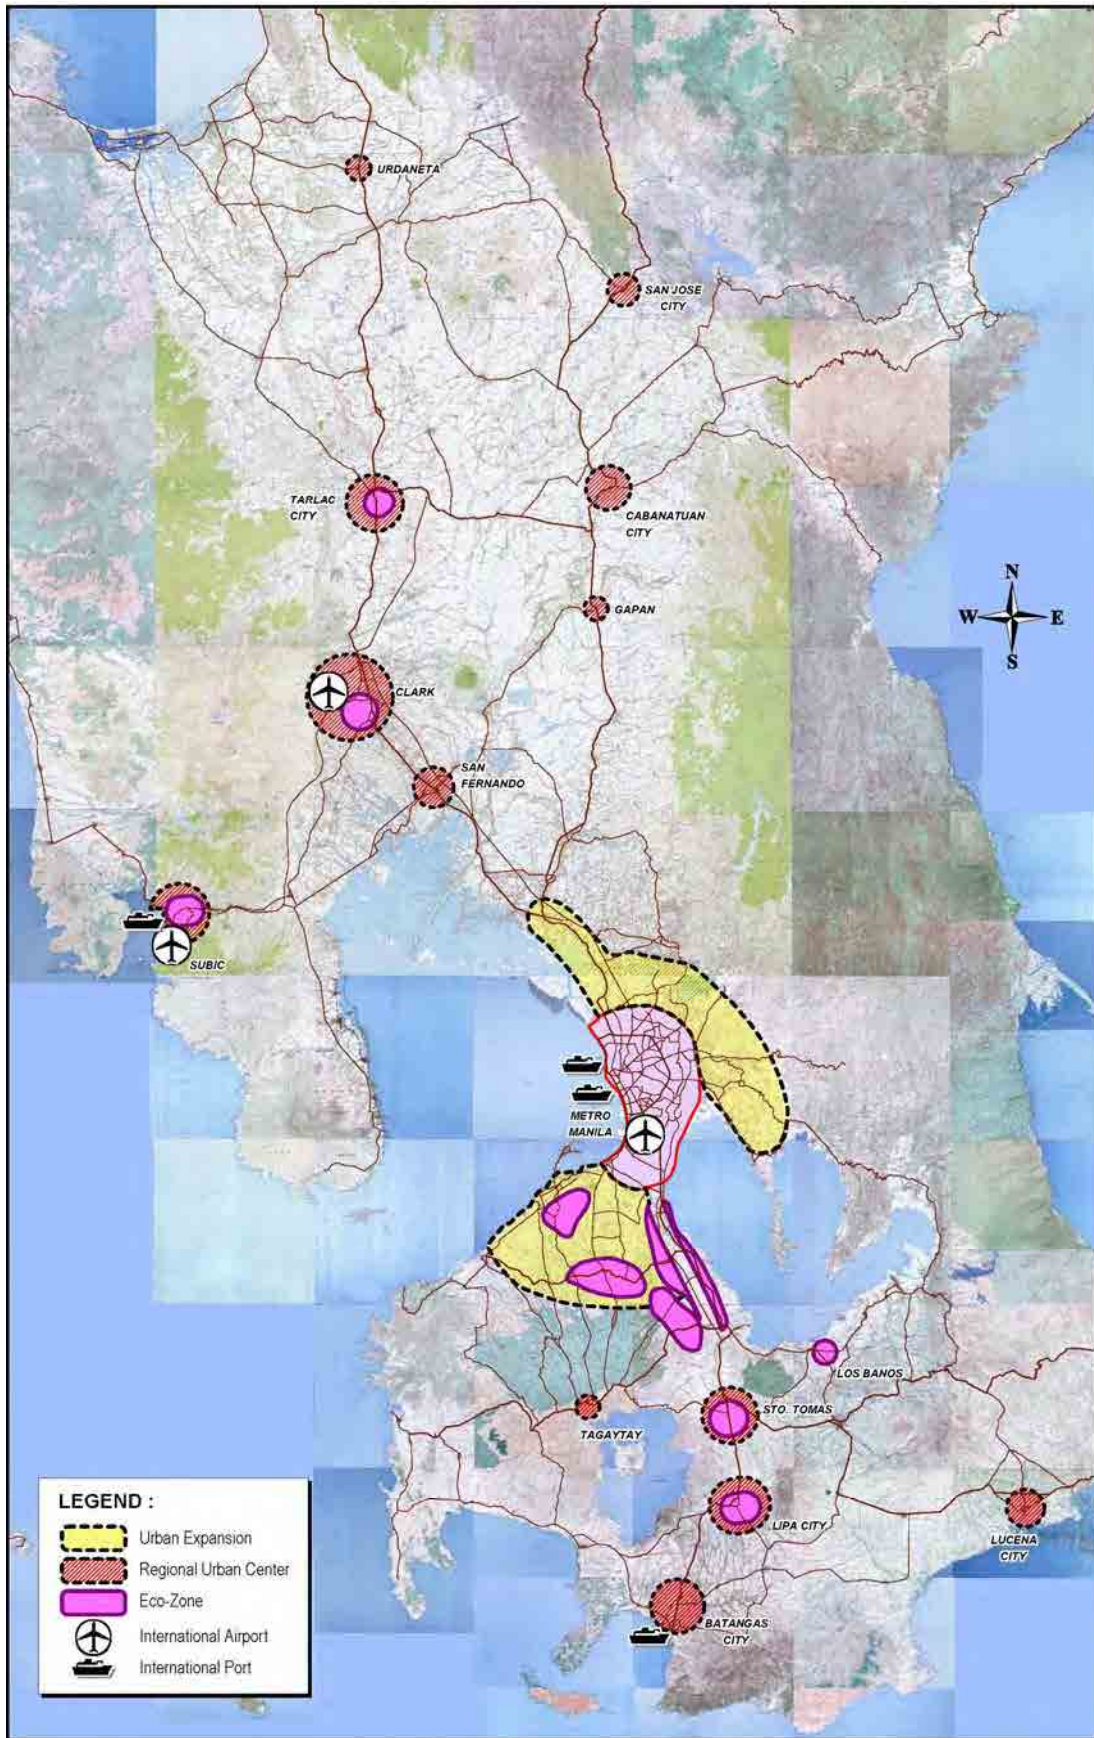 URDANETA
SAN JOSE
CITY
TARLAC
CITY
CABANATUAN
CITY
GAPAN
N
W
E
S
CLARK
SAN
FERNANDO
SUBIC
METRO
MANILA
LOS BANOS
STO. TOMAS
TAGAYTAY
LIPA CITY
LUCENA
CITY
BATANGAS
CITY
LEGEND :
Urban Expansion
Regional Urban Center
Eco-Zone
International Airport
International Port